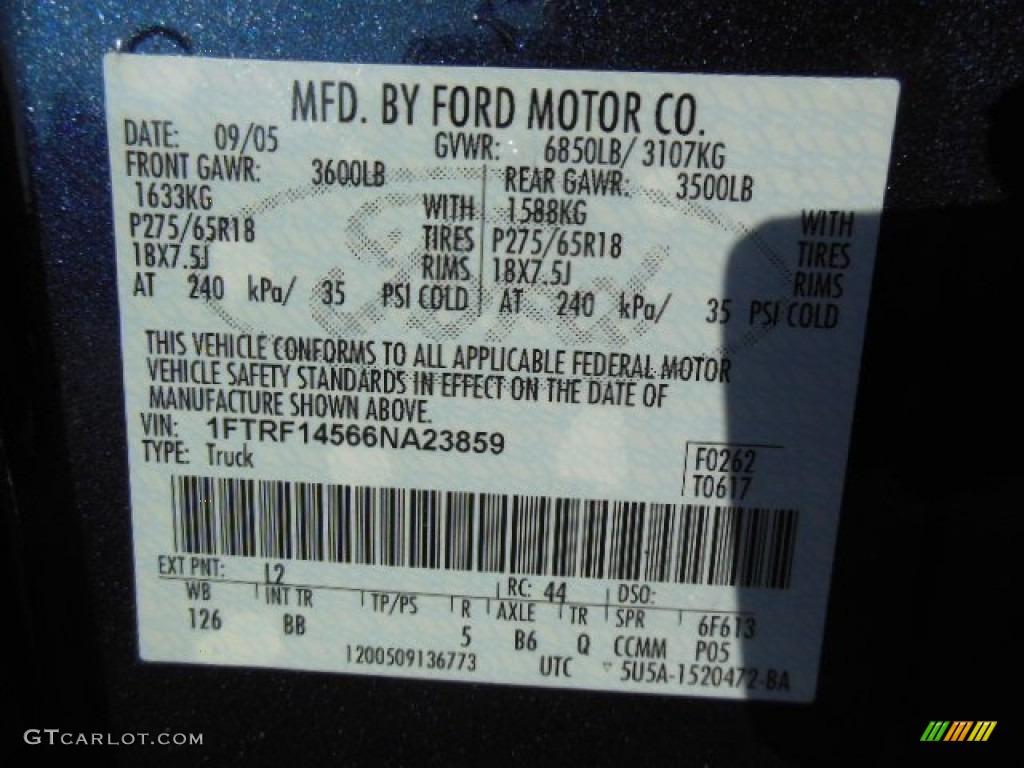 MFD. BY FORD MOTOR CO.
DATE: 09/05 GVWR: 6850LB/ 3107KG
FRONT GAWR: 3600LB REAR GAWR: 3500LB
1633KG WITH 1588KG WITH
P275/65R18 TIRES P275/65R18 TIRES
18X7.5J RIMS 18X7.5J RIMS
AT 240 kPa/ 35 PSI COLD AT 240 kPa/ 35 PSI COLD
THIS VEHICLE CONFORMS TO ALL APPLICABLE FEDERAL MOTOR
VEHICLE SAFETY STANDARDS IN EFFECT ON THE DATE OF
MANUFACTURE SHOWN ABOVE.
VIN: 1FTRF14566NA23859
TYPE: Truck F0262
T0617
EXT PNT: L2 RC: 44 DSO:
WB INT TR TP/PS R AXLE TR SPR 6F613
126 BB 5 B6 Q CCMM P05
1200509136773 UTC ▽ 5U5A-1520472-BA
GTCARLOT.COM